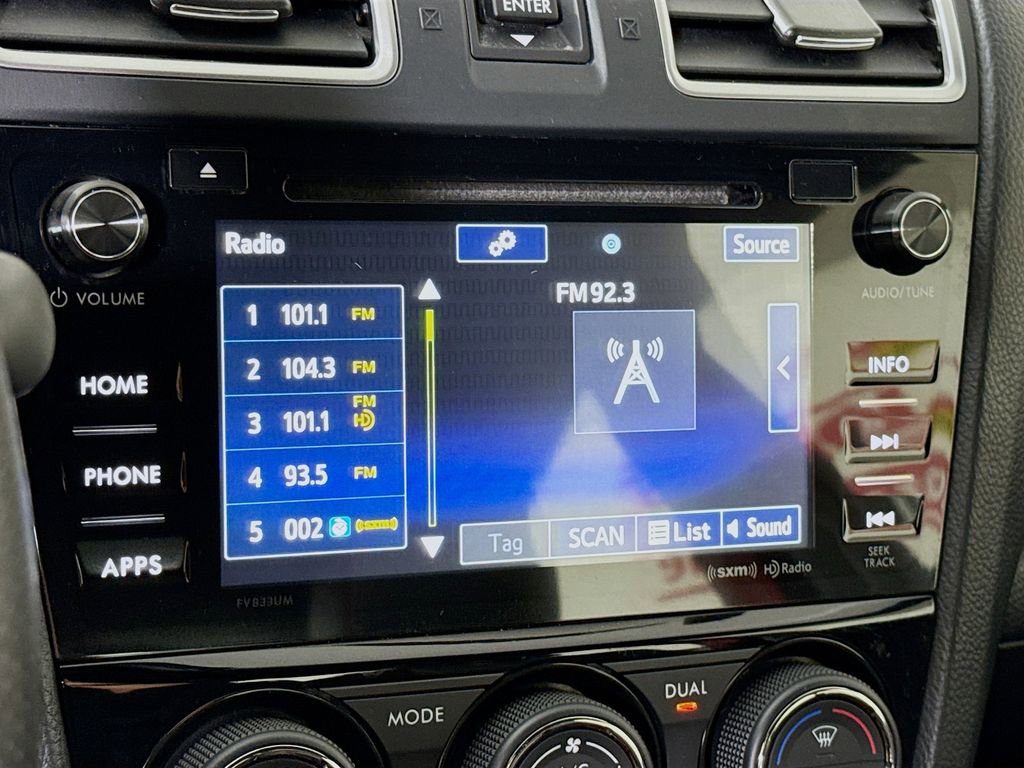 ENTER
VOLUME
AUDIO/TUNE
HOME
PHONE
APPS
INFO
SEEK
TRACK
Radio
Source
FM92.3
1 101.1 FM
2 104.3 FM
3 101.1 FM HD
4 93.5 FM
5 002 ((sxm))
Tag SCAN List Sound
((sxm)) HD Radio
FVB33UM
MODE
DUAL
A/C